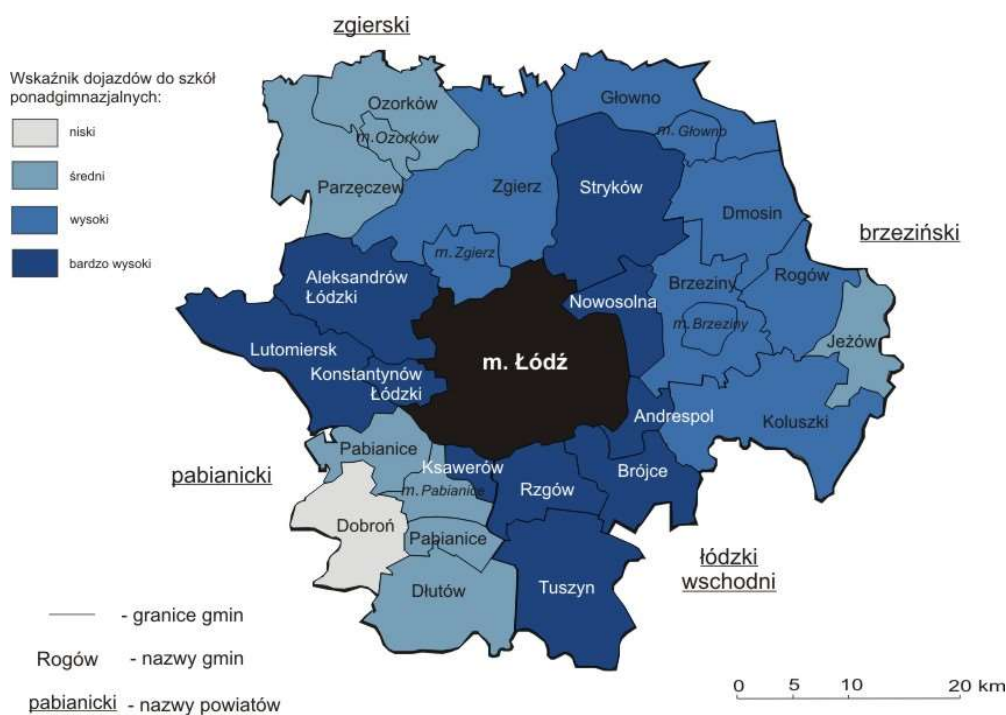 zgierski
Wskaźnik dojazdów do szkół
ponadgimnazjalnych:
niski
średni
wysoki
bardzo wysoki
Ozorków
m. Ozorków
Parzęczew
Głowno
m. Głowno
Zgierz
Stryków
Dmosin
m. Zgierz
brzeziński
Aleksandrów
Łódzki
Nowosolna
Brzeziny
Rogów
m. Brzeziny
Jeżów
Lutomiersk
Konstantynów
Łódzki
m. Łódź
Andrespol
Koluszki
pabianicki
Pabianice
Ksawerów
m. Pabianice
Rzgów
Brójce
Dobroń
Pabianice
łódzki
wschodni
Dłutów
Tuszyn
- granice gmin
Rogów - nazwy gmin
pabianicki - nazwy powiatów
0 5 10 20 km